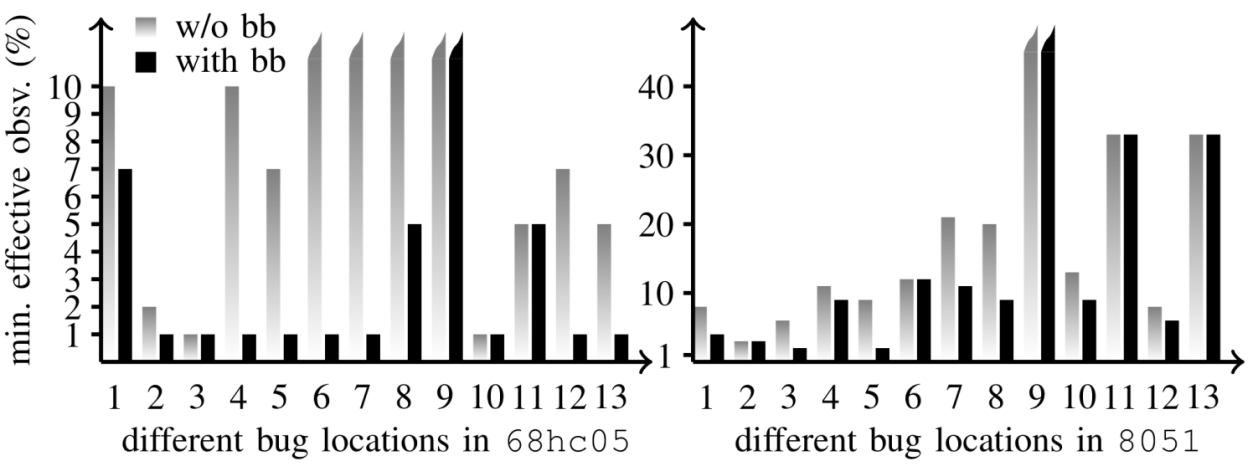 min. effective obsv. (%)
w/o bb
with bb
10
9
8
7
6
5
4
3
2
1
1 2 3 4 5 6 7 8 9 10 11 12 13
different bug locations in 68hc05
40
30
20
10
1
1 2 3 4 5 6 7 8 9 10 11 12 13
different bug locations in 8051